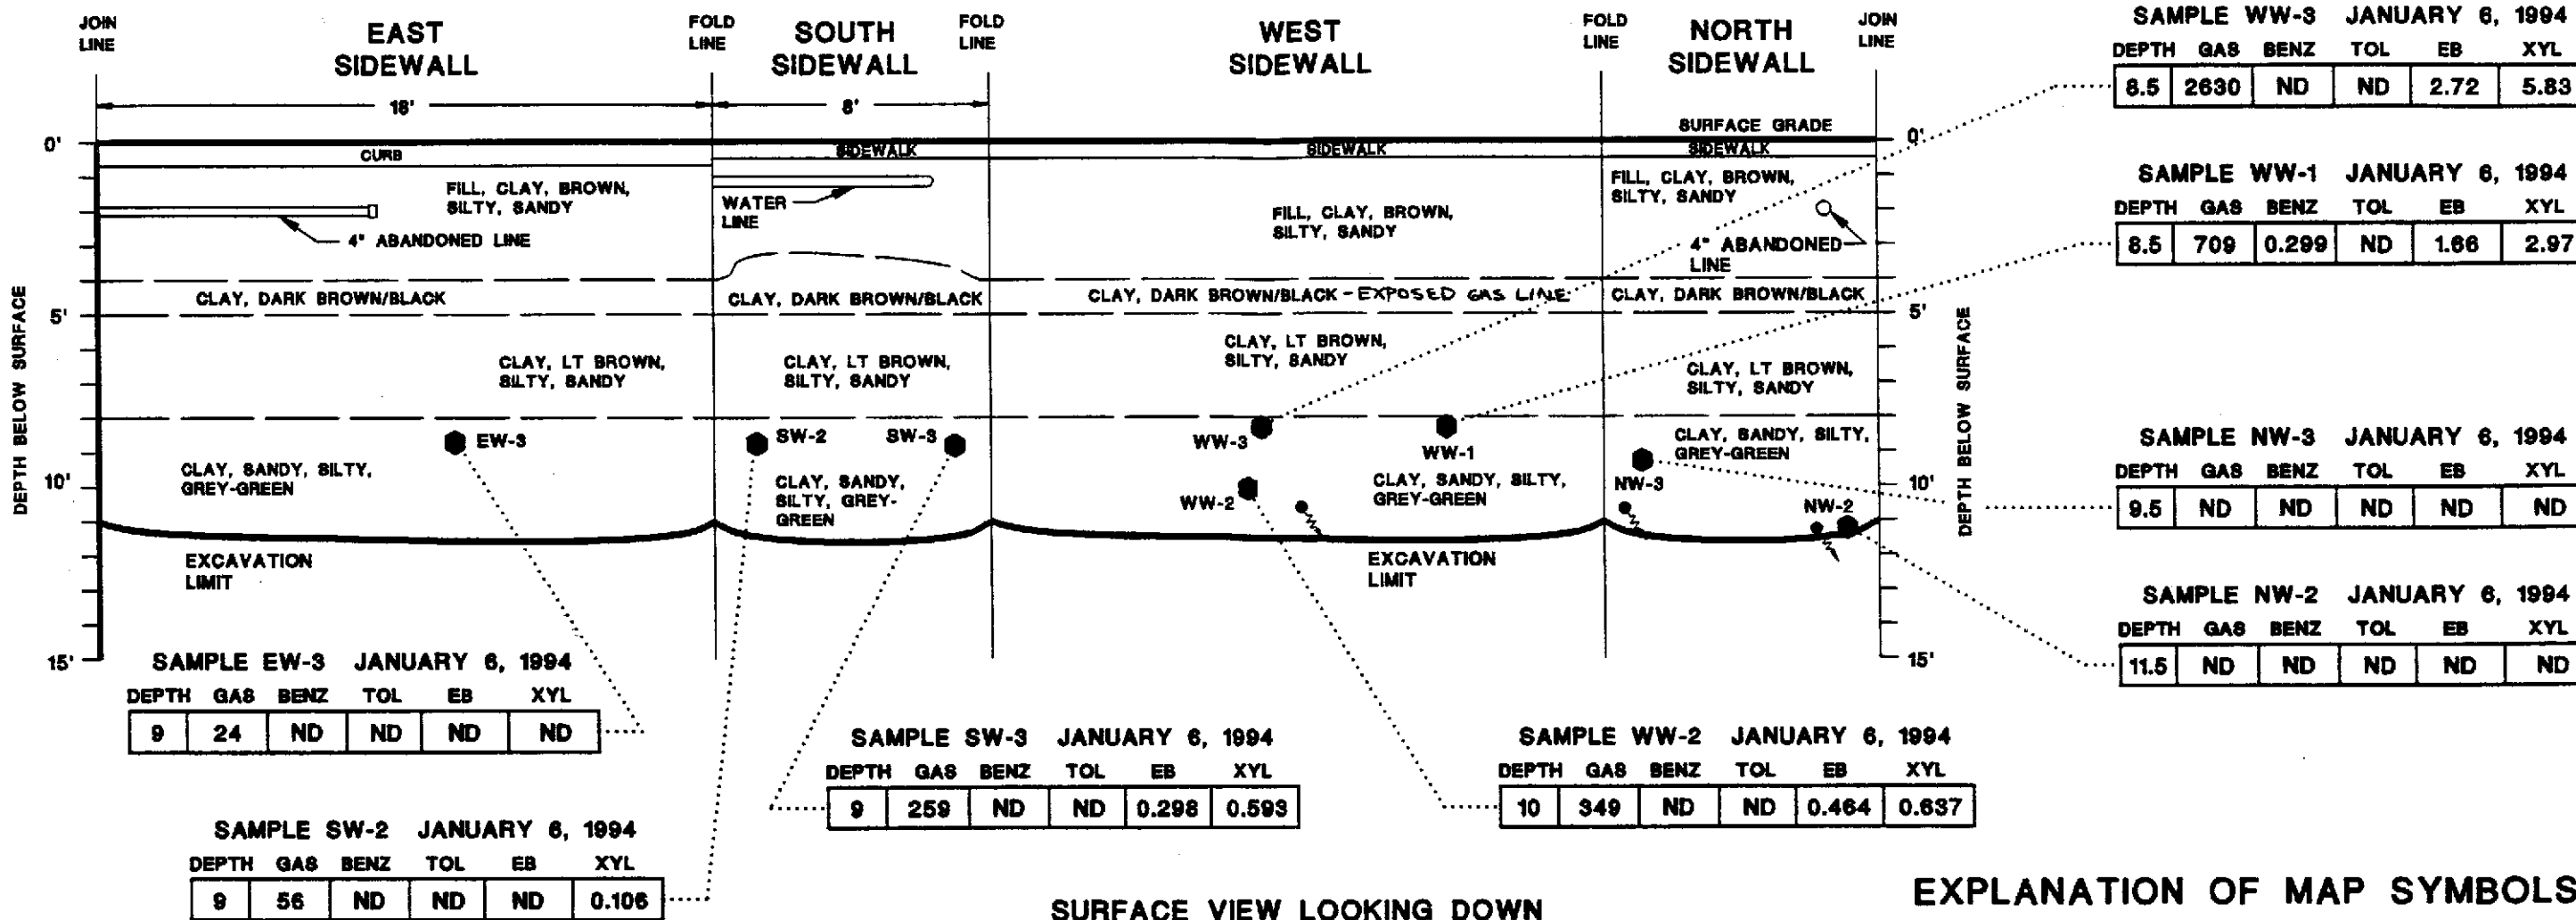 JOIN LINE
EAST SIDEWALL
FOLD LINE
SOUTH SIDEWALL
FOLD LINE
WEST SIDEWALL
FOLD LINE
NORTH SIDEWALL
JOIN LINE
18'
8'
SURFACE GRADE
0'
CURB
SIDEWALK
SIDEWALK
SIDEWALK
0'
FILL, CLAY, BROWN,
SILTY, SANDY
4" ABANDONED LINE
WATER
LINE
FILL, CLAY, BROWN,
SILTY, SANDY
FILL, CLAY, BROWN,
SILTY, SANDY
4" ABANDONED
LINE
CLAY, DARK BROWN/BLACK
CLAY, DARK BROWN/BLACK
CLAY, DARK BROWN/BLACK - EXPOSED GAS LINE
CLAY, DARK BROWN/BLACK
5'
5'
DEPTH BELOW SURFACE
DEPTH BELOW SURFACE
CLAY, LT BROWN,
SILTY, SANDY
CLAY, LT BROWN,
SILTY, SANDY
CLAY, LT BROWN,
SILTY, SANDY
CLAY, LT BROWN,
SILTY, SANDY
EW-3
SW-2
SW-3
WW-3
WW-1
WW-2
NW-3
NW-2
CLAY, SANDY, SILTY,
GREY-GREEN
CLAY, SANDY,
SILTY, GREY-
GREEN
CLAY, SANDY, SILTY,
GREY-GREEN
CLAY, SANDY, SILTY,
GREY-GREEN
10'
10'
EXCAVATION
LIMIT
EXCAVATION
LIMIT
15'
15'
SAMPLE WW-3 JANUARY 6, 1994
DEPTH GAS BENZ TOL EB XYL
8.5 2630 ND ND 2.72 5.83
SAMPLE WW-1 JANUARY 6, 1994
DEPTH GAS BENZ TOL EB XYL
8.5 709 0.299 ND 1.66 2.97
SAMPLE NW-3 JANUARY 6, 1994
DEPTH GAS BENZ TOL EB XYL
9.5 ND ND ND ND ND
SAMPLE NW-2 JANUARY 6, 1994
DEPTH GAS BENZ TOL EB XYL
11.5 ND ND ND ND ND
SAMPLE EW-3 JANUARY 6, 1994
DEPTH GAS BENZ TOL EB XYL
9 24 ND ND ND ND
SAMPLE SW-3 JANUARY 6, 1994
DEPTH GAS BENZ TOL EB XYL
9 259 ND ND 0.298 0.593
SAMPLE WW-2 JANUARY 6, 1994
DEPTH GAS BENZ TOL EB XYL
10 349 ND ND 0.464 0.637
SAMPLE SW-2 JANUARY 6, 1994
DEPTH GAS BENZ TOL EB XYL
9 56 ND ND ND 0.106
SURFACE VIEW LOOKING DOWN
EXPLANATION OF MAP SYMBOLS